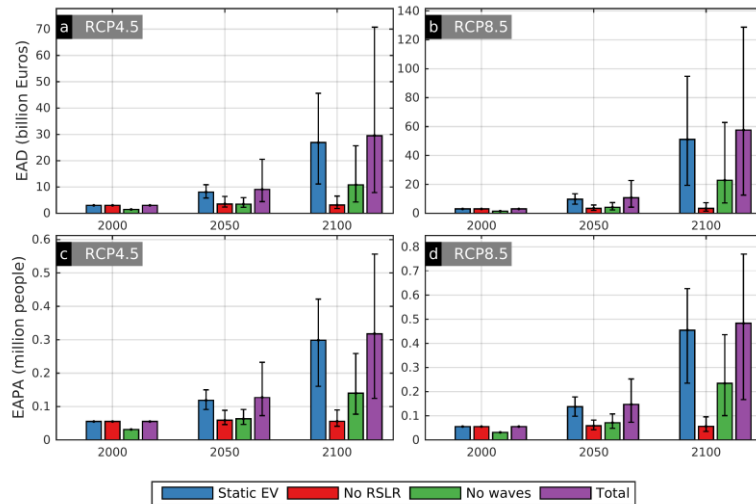 a RCP4.5
b RCP8.5
EAD (billion Euros)
70
60
50
40
30
20
10
0
140
120
100
80
60
40
20
0
2000 2050 2100
2000 2050 2100
c RCP4.5
d RCP8.5
EAPA (million people)
0.6
0.5
0.4
0.3
0.2
0.1
0
0.8
0.7
0.6
0.5
0.4
0.3
0.2
0.1
0
2000 2050 2100
2000 2050 2100
Static EV No RSLR No waves Total